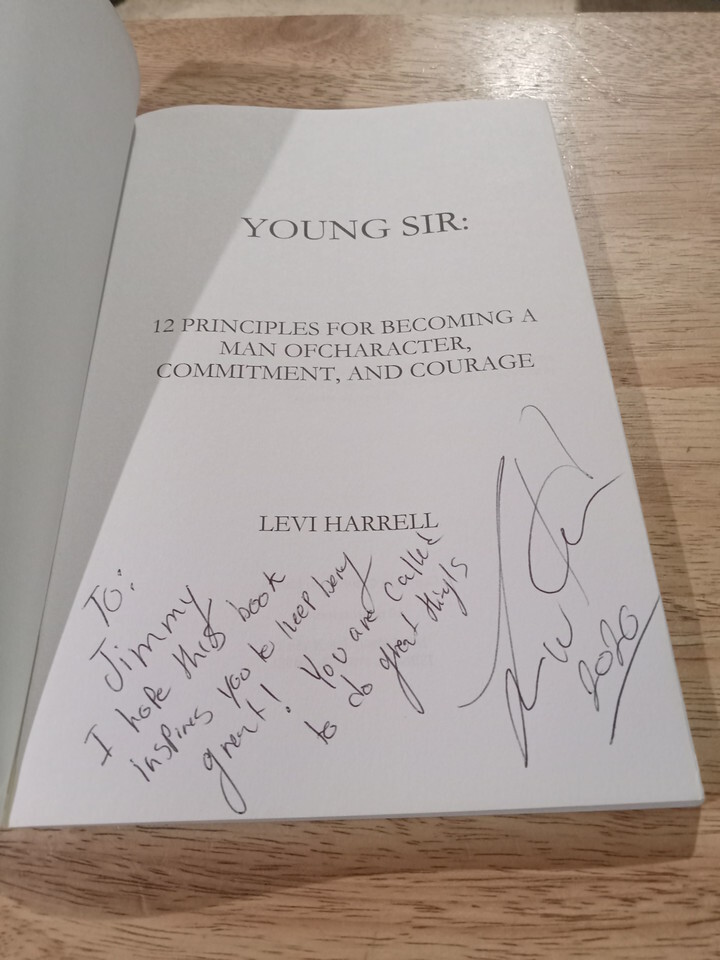 YOUNG SIR:
12 PRINCIPLES FOR BECOMING A
MAN OFCHARACTER,
COMMITMENT, AND COURAGE
LEVI HARRELL
To:
Jimmy
I hope this book
inspires you to keep being
great! You are called
to do great things
2020